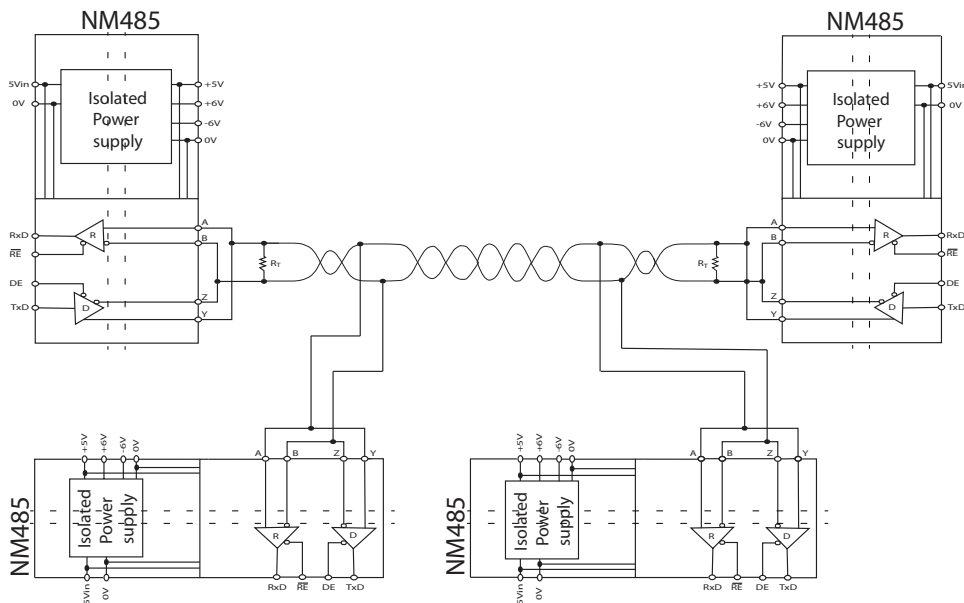 NM485
5Vin
0V
Isolated
Power
supply
+5V
+6V
-6V
0V
RxD
RE
DE
TxD
R
D
A
B
Z
Y
RT
NM485
+5V
+6V
-6V
0V
Isolated
Power
supply
5Vin
0V
RT
A
B
Z
Y
R
D
RxD
RE
DE
TxD
NM485
+5V
+6V
-6V
0V
Isolated
Power
supply
5Vin
0V
A
B
Z
Y
R
D
RxD
RE
DE
TxD
NM485
+5V
+6V
-6V
0V
Isolated
Power
supply
5Vin
0V
A
B
Z
Y
R
D
RxD
RE
DE
TxD